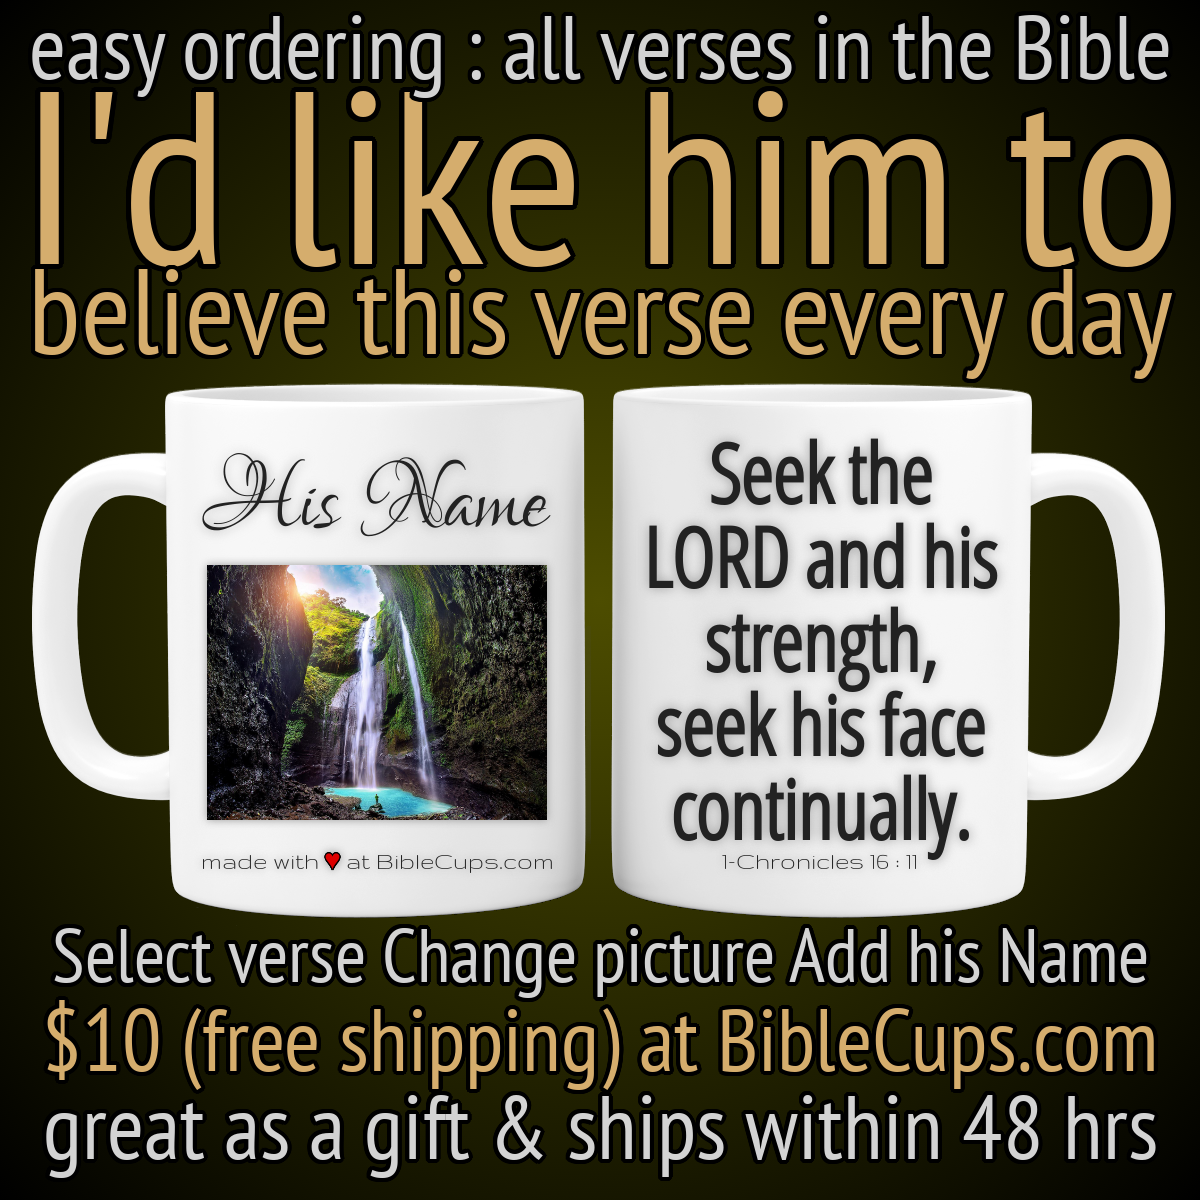 easy ordering : all verses in the Bible
I'd like him to
believe this verse every day
His Name
made with ❤ at BibleCups.com
Seek the
LORD and his
strength,
seek his face
continually.
1-Chronicles 16 : 11
Select verse Change picture Add his Name
$10 (free shipping) at BibleCups.com
great as a gift & ships within 48 hrs